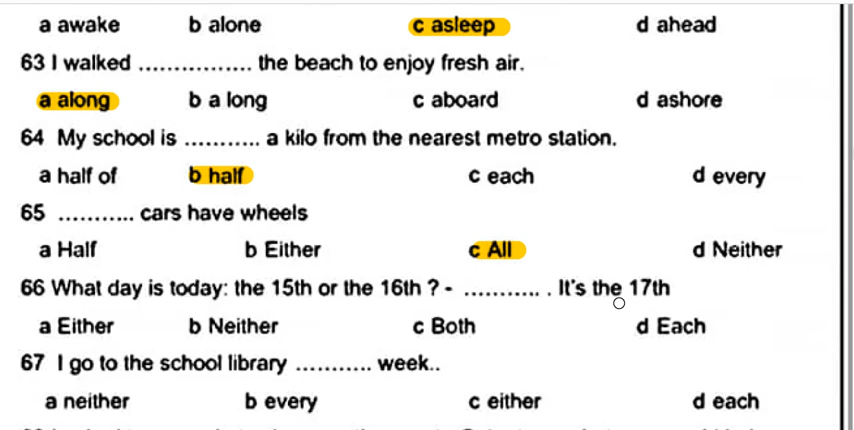 a awake b alone c asleep d ahead
63 I walked ................ the beach to enjoy fresh air.
a along b a long c aboard d ashore
64 My school is ........... a kilo from the nearest metro station.
a half of b half c each d every
65 ........... cars have wheels
a Half b Either c All d Neither
66 What day is today: the 15th or the 16th ? - ........... . It's the 17th
a Either b Neither c Both d Each
67 I go to the school library ........... week..
a neither b every c either d each